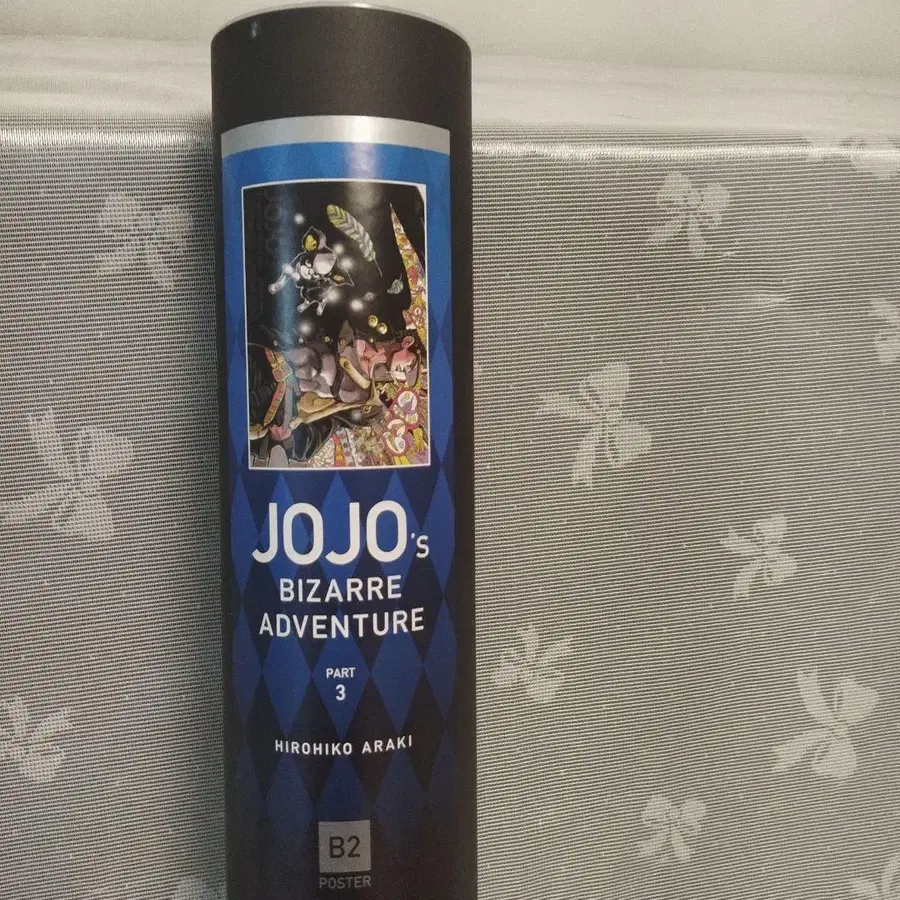 JOJO's
BIZARRE
ADVENTURE
PART
3
HIROHIKO ARAKI
B2
POSTER